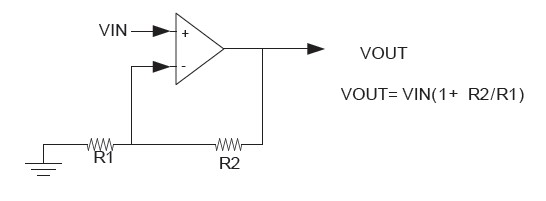 VIN
+
-
VOUT
VOUT= VIN(1+ R2/R1)
R1
R2